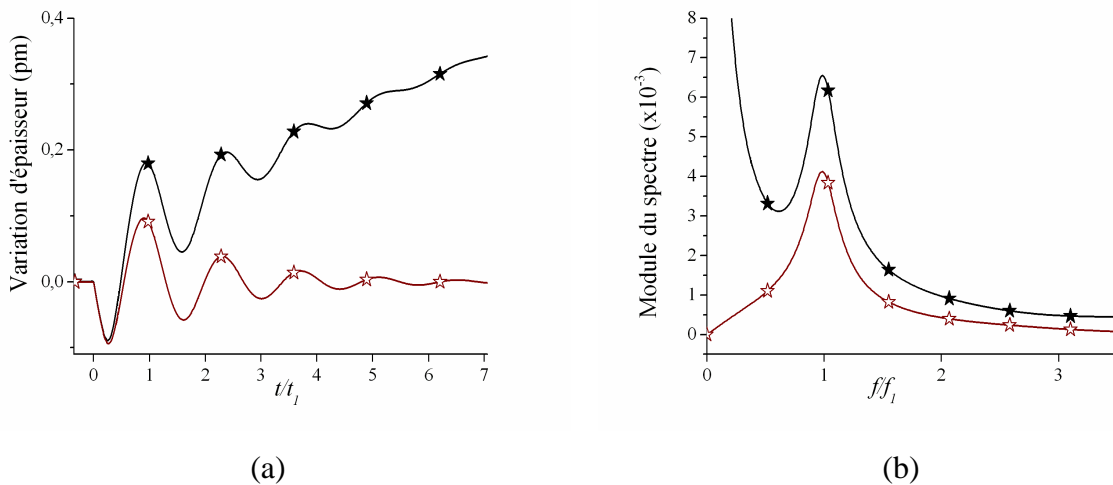 0,4
0,2
0,0
Variation d'épaisseur (pm)
0 1 2 3 4 5 6 7
t/t₁
(a)
8
7
6
5
4
3
2
1
0
Module du spectre (x10⁻³)
0 1 2 3
f/f₁
(b)